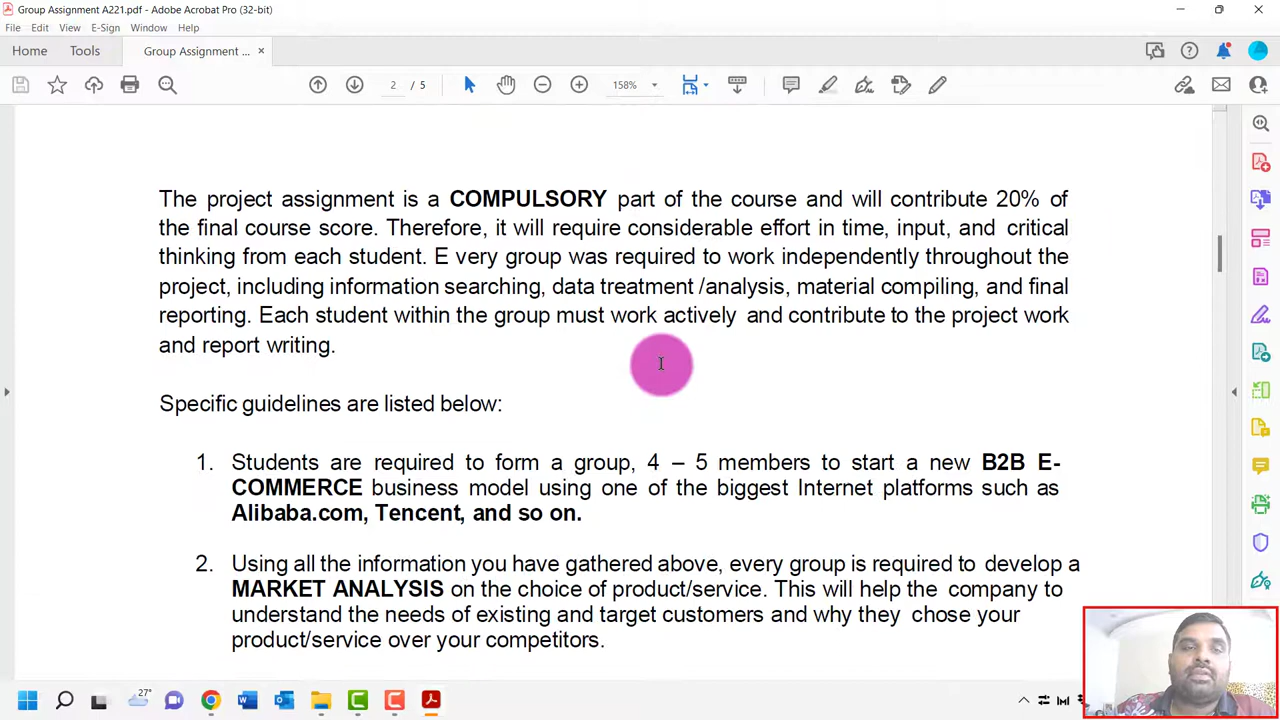 Group Assignment A221.pdf - Adobe Acrobat Pro (32-bit)
File Edit View E-Sign Window Help
Home Tools Group Assignment ... ×
2 / 5 158%
The project assignment is a COMPULSORY part of the course and will contribute 20% of
the final course score. Therefore, it will require considerable effort in time, input, and critical
thinking from each student. E very group was required to work independently throughout the
project, including information searching, data treatment /analysis, material compiling, and final
reporting. Each student within the group must work actively and contribute to the project work
and report writing.
Specific guidelines are listed below:
1. Students are required to form a group, 4 – 5 members to start a new B2B E-
COMMERCE business model using one of the biggest Internet platforms such as
Alibaba.com, Tencent, and so on.
2. Using all the information you have gathered above, every group is required to develop a
MARKET ANALYSIS on the choice of product/service. This will help the company to
understand the needs of existing and target customers and why they chose your
product/service over your competitors.
27°